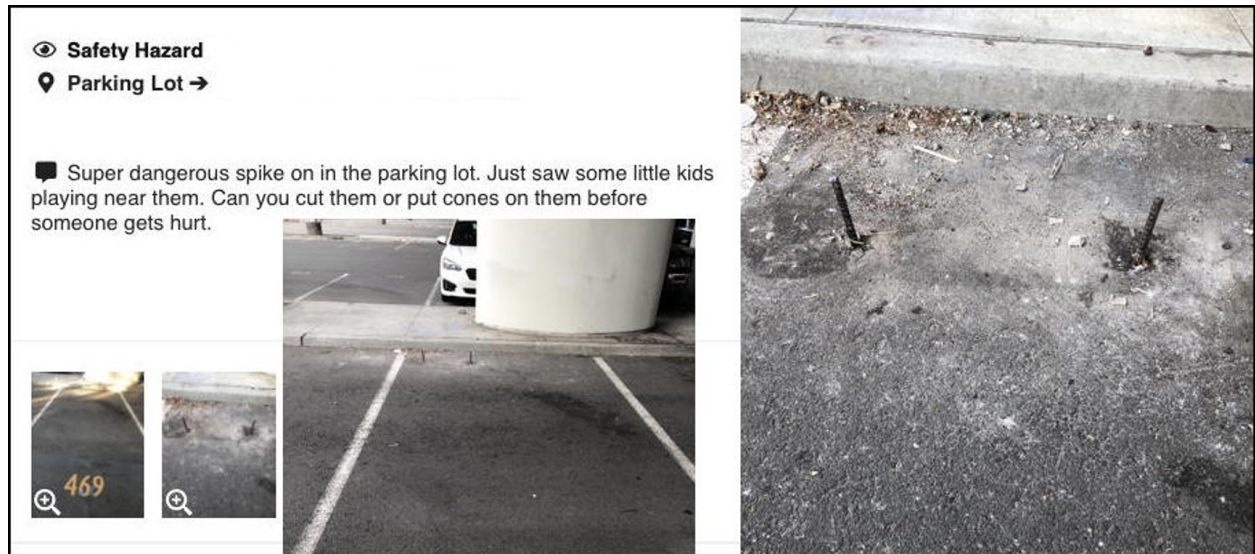 Safety Hazard
Parking Lot →
Super dangerous spike on in the parking lot. Just saw some little kids
playing near them. Can you cut them or put cones on them before
someone gets hurt.
469